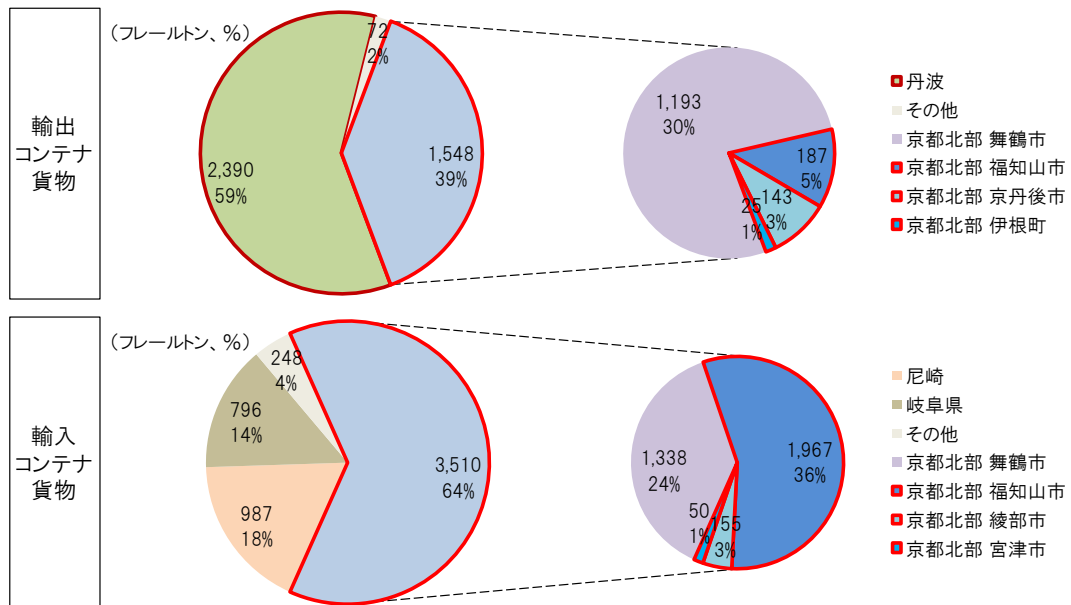 輸出
コンテナ
貨物
(フレールトン、%)
72
2%
1,548
39%
2,390
59%
1,193
30%
187
5%
143
3%
25
1%
丹波
その他
京都北部 舞鶴市
京都北部 福知山市
京都北部 京丹後市
京都北部 伊根町
輸入
コンテナ
貨物
(フレールトン、%)
248
4%
796
14%
987
18%
3,510
64%
1,338
24%
1,967
36%
50
1%
155
3%
尼崎
岐阜県
その他
京都北部 舞鶴市
京都北部 福知山市
京都北部 綾部市
京都北部 宮津市